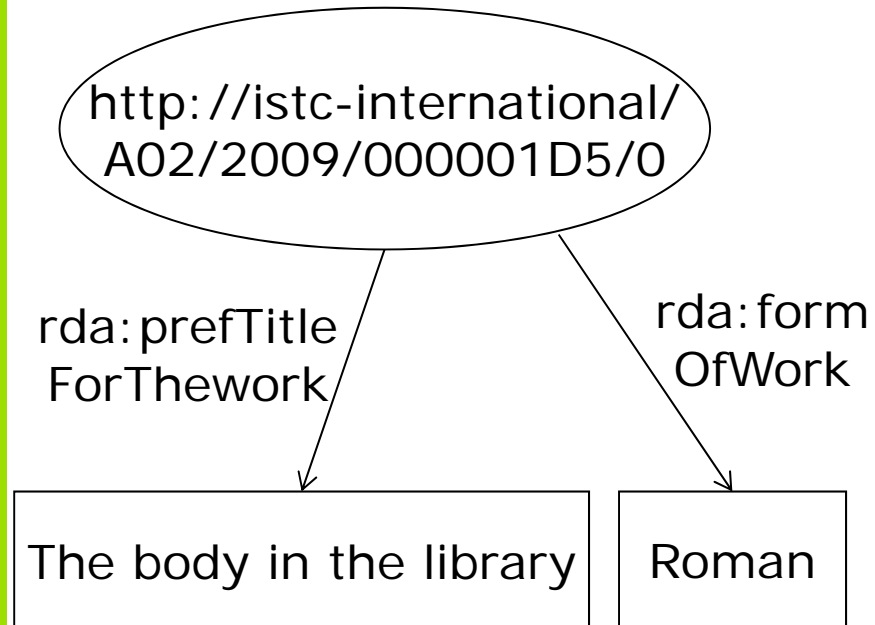 http://istc-international/
A02/2009/000001D5/0
rda:prefTitle
ForThework
rda:form
OfWork
The body in the library
Roman